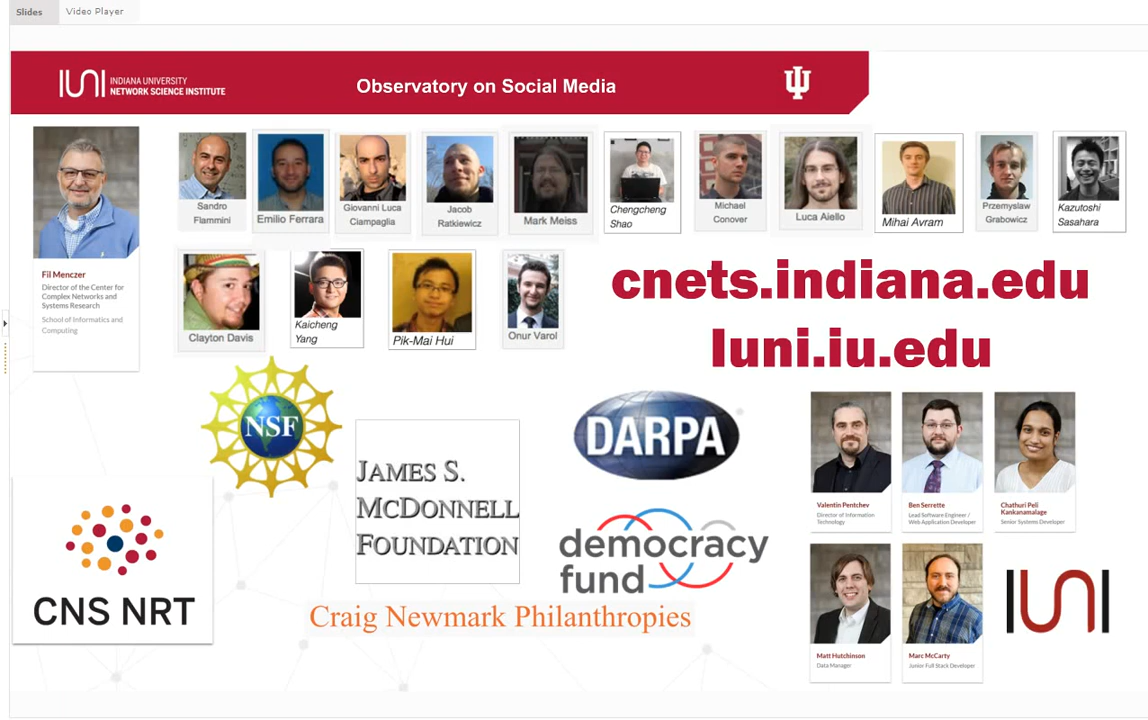 Slides
Video Player
IUNI
INDIANA UNIVERSITY
NETWORK SCIENCE INSTITUTE
Observatory on Social Media
Sandro
Flammini
Emilio Ferrara
Giovanni Luca
Ciampaglia
Jacob
Ratkiewicz
Mark Meiss
Chengcheng
Shao
Michael
Conover
Luca Aiello
Mihai Avram
Przemyslaw
Grabowicz
Kazutoshi
Sasahara
Fil Menczer
Director of the Center for
Complex Networks and
Systems Research
School of Informatics and
Computing
Clayton Davis
Kaicheng
Yang
Pik-Mai Hui
Onur Varol
cnets.indiana.edu
Iuni.iu.edu
NSF
JAMES S.
MCDONNELL
FOUNDATION
DARPA
democracy
fund
CNS NRT
Craig Newmark Philanthropies
Valentin Pentchev
Director of Information
Technology
Ben Serrette
Lead Software Engineer /
Web Application Developer
Chathuri Peli
Kankanamalage
Senior Systems Developer
Matt Hutchinson
Data Manager
Marc McCarty
Junior Full Stack Developer
IUNI